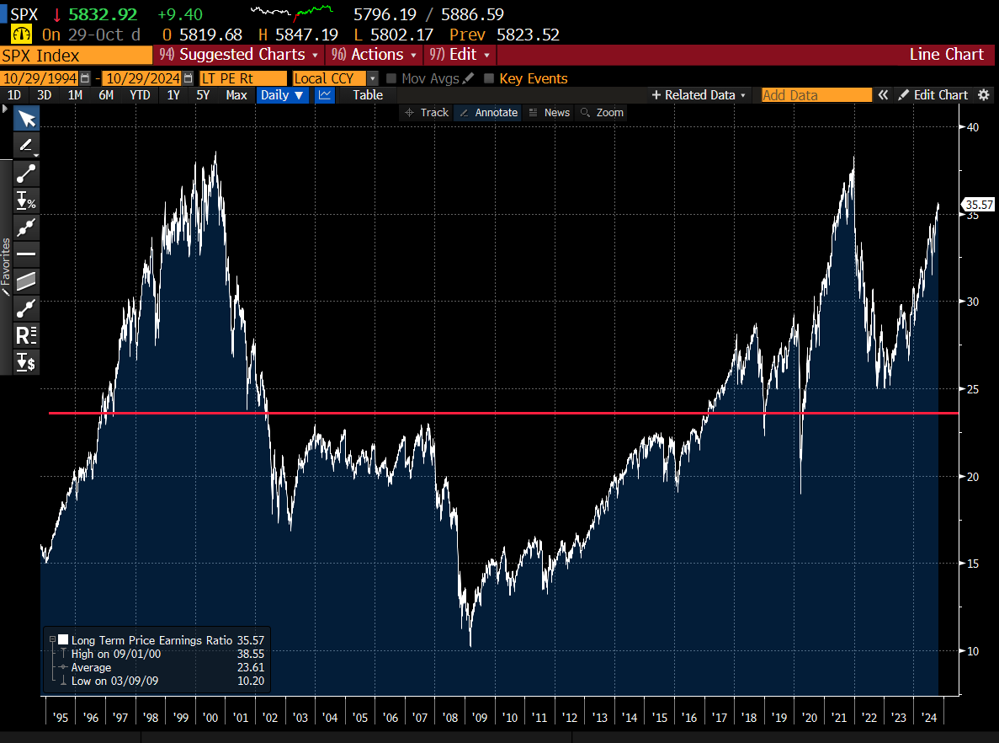 SPX ↓ 5832.92 +9.40 5796.19 / 5886.59
On 29-Oct d O 5819.68 H 5847.19 L 5802.17 Prev 5823.52
SPX Index 94) Suggested Charts 96) Actions 97) Edit Line Chart
10/29/1994 - 10/29/2024 LT PE Rt Local CCY Mov Avgs Key Events
1D 3D 1M 6M YTD 1Y 5Y Max Daily ▼ Table + Related Data Add Data « Edit Chart
Track Annotate News Zoom
Favorites
%
R
$
40
35.57
35
30
25
20
15
10
Long Term Price Earnings Ratio 35.57
High on 09/01/00 38.55
Average 23.61
Low on 03/09/09 10.20
'95 '96 '97 '98 '99 '00 '01 '02 '03 '04 '05 '06 '07 '08 '09 '10 '11 '12 '13 '14 '15 '16 '17 '18 '19 '20 '21 '22 '23 '24